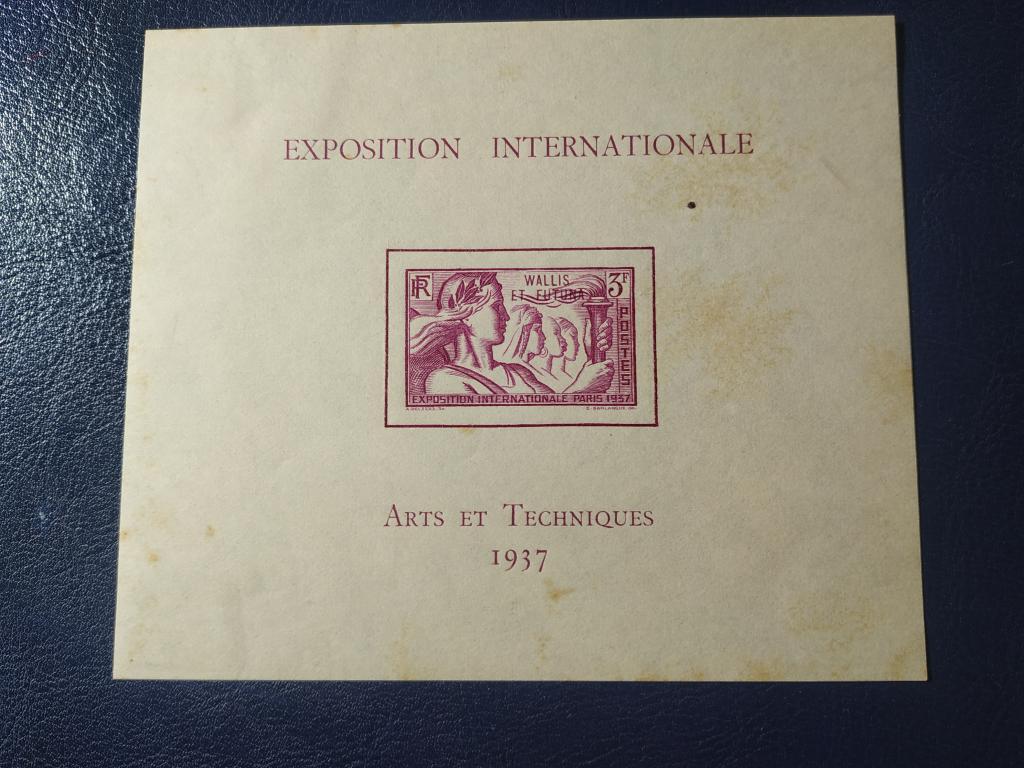 EXPOSITION INTERNATIONALE
RF
WALLIS
ET FUTUNA
3F
POSTES
EXPOSITION INTERNATIONALE PARIS 1937
ARTS ET TECHNIQUES
1937